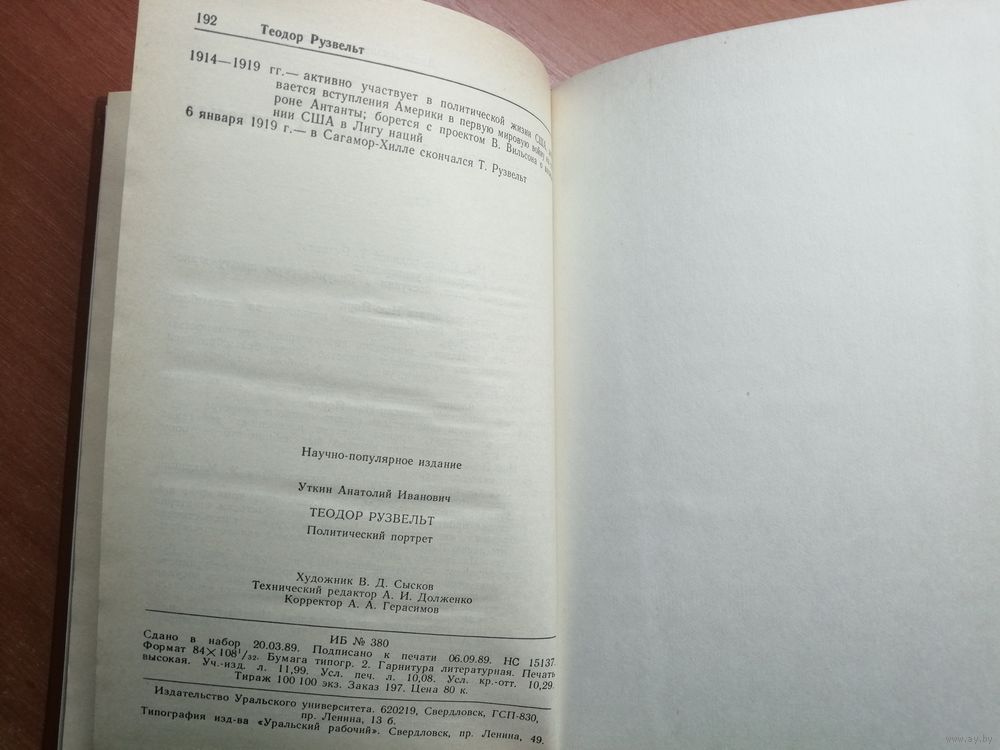 192
Теодор Рузвельт
1914—1919 гг.— активно участвует в политической жизни США,
вается вступления Америки в первую мировую войну на
роне Антанты; борется с проектом В. Вильсона о
нии США в Лигу наций
6 января 1919 г.— в Сагамор-Хилле скончался Т. Рузвельт
Научно-популярное издание
Уткин Анатолий Иванович
ТЕОДОР РУЗВЕЛЬТ
Политический портрет
Художник В. Д. Сысков
Технический редактор А. И. Долженко
Корректор А. А. Герасимов
ИБ № 380
Сдано в набор 20.03.89. Подписано к печати 06.09.89. НС 15137.
Формат 84×108¹/₃₂. Бумага типогр. 2. Гарнитура литературная. Печать
высокая. Уч.-изд. л. 11,99. Усл. печ. л. 10,08. Усл. кр.-отт. 10,29.
Тираж 100 100 экз. Заказ 197. Цена 80 к.
Издательство Уральского университета. 620219, Свердловск, ГСП-830,
пр. Ленина, 13 б.
Типография изд-ва «Уральский рабочий». Свердловск, пр. Ленина, 49.
www.ay.by